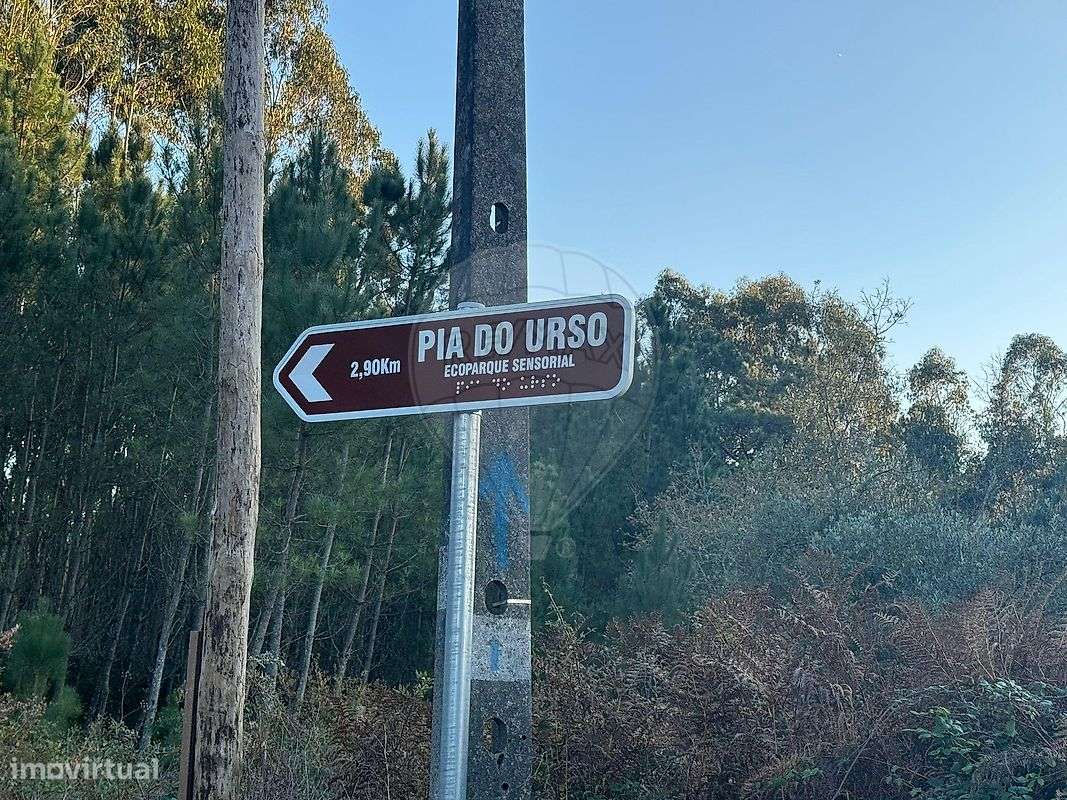 PIA DO URSO
2,90Km
ECOPARQUE SENSORIAL
imovirtual